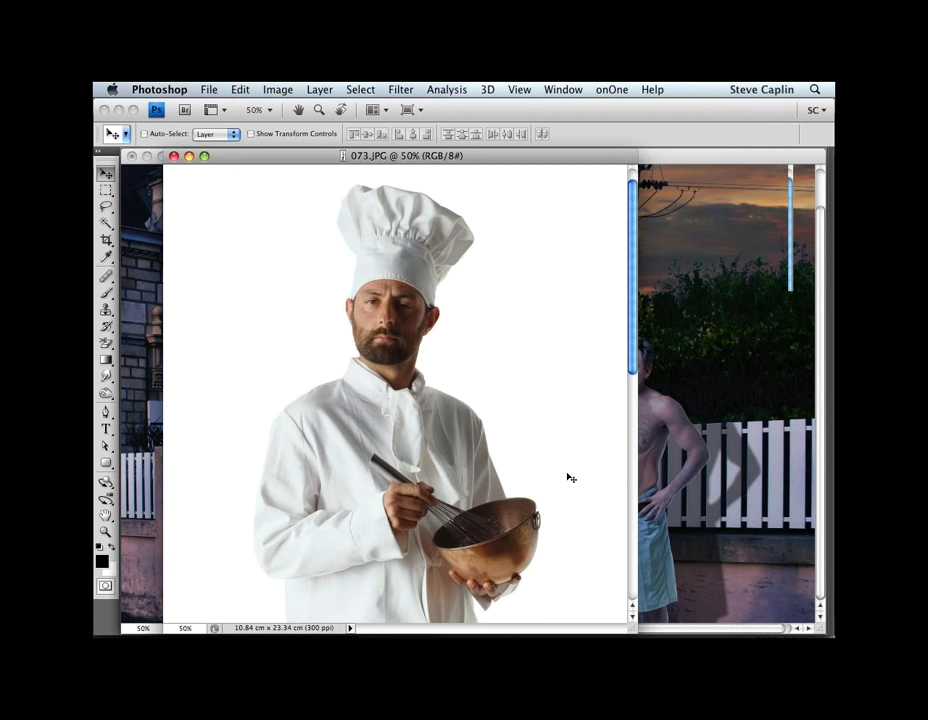 Photoshop File Edit Image Layer Select Filter Analysis 3D View Window onOne Help Steve Caplin
Ps Br 50% SC
Auto-Select: Layer Show Transform Controls
073.JPG @ 50% (RGB/8#)
T
50% 50% 10.84 cm x 23.34 cm (300 ppi)